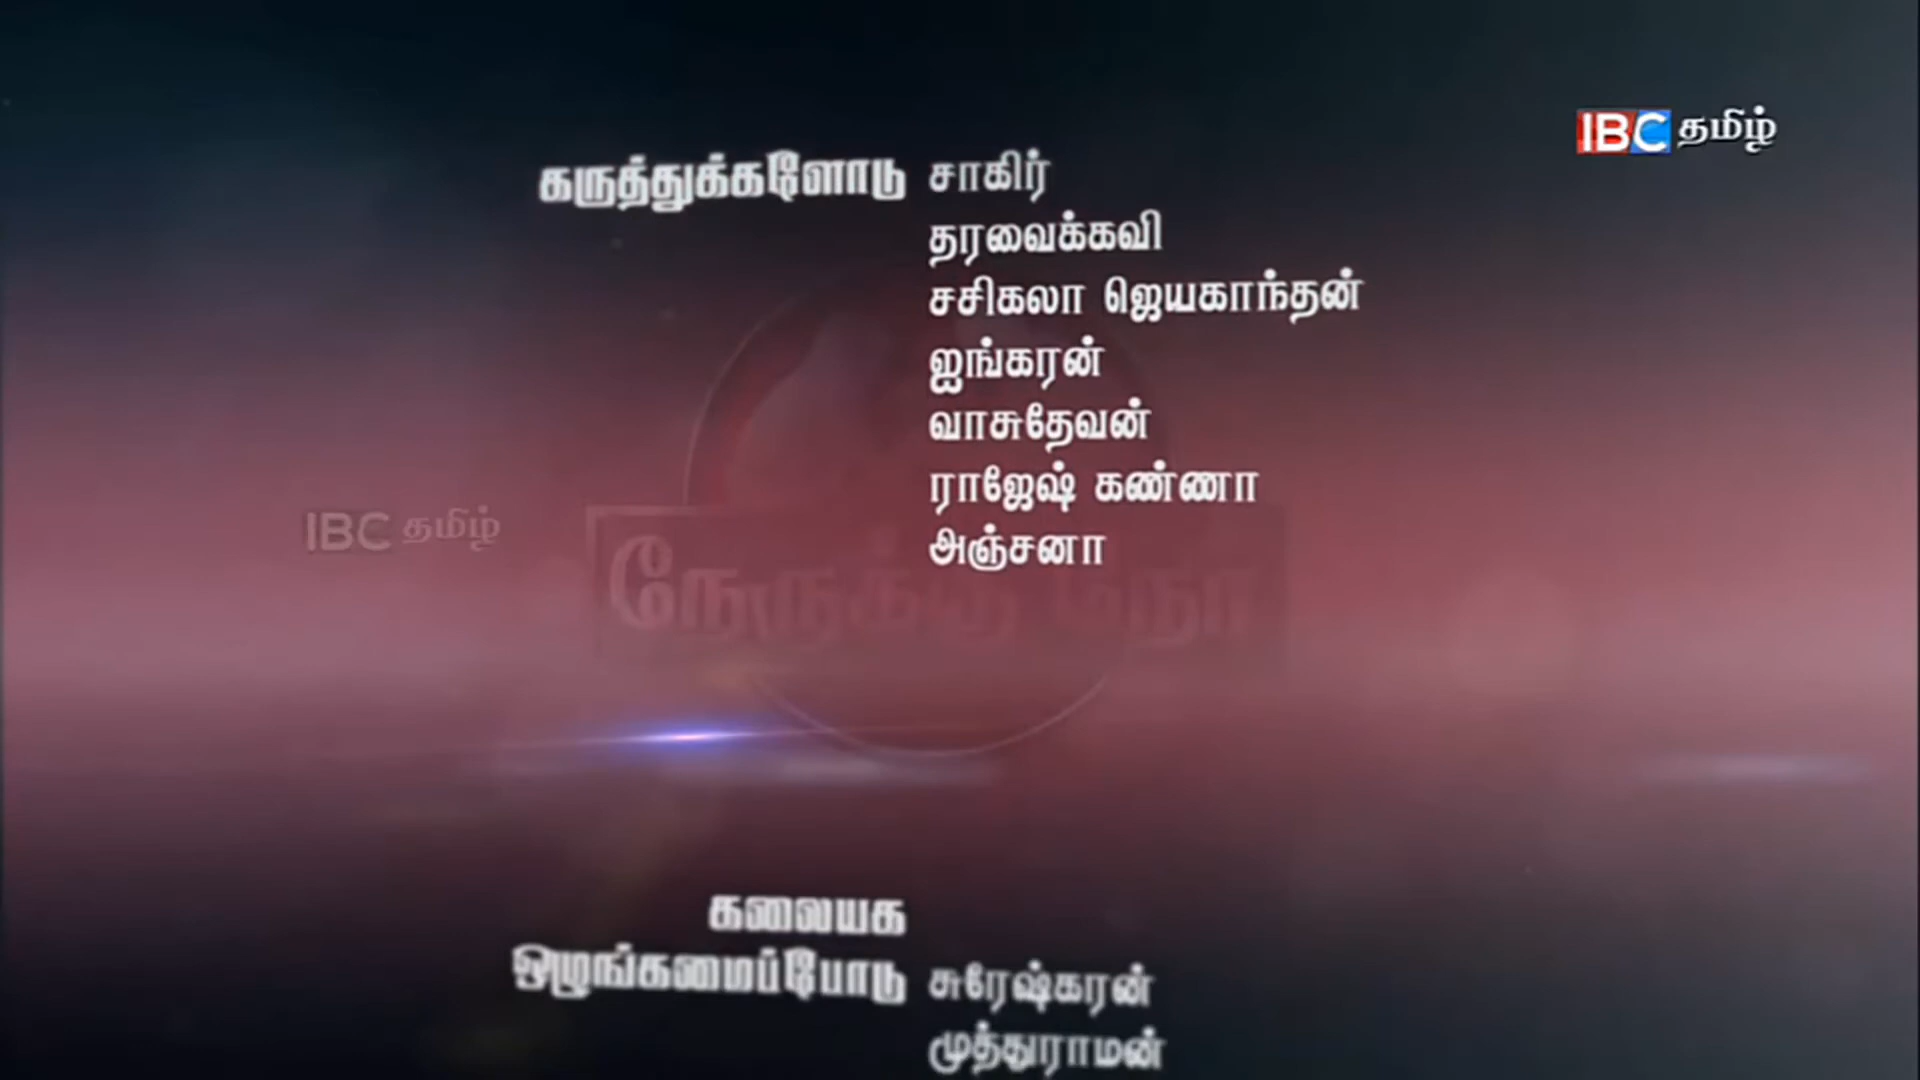 IBC தமிழ்
கருத்துக்களோடு சாகிர்
தரவைக்கவி
சசிகலா ஜெயகாந்தன்
ஐங்கரன்
வாசுதேவன்
ராஜேஷ் கண்ணா
அஞ்சனா
IBC தமிழ்
நேருக்கு நேர்
கலையக
ஒழுங்கமைப்போடு சுரேஷ்கரன்
முத்துராமன்